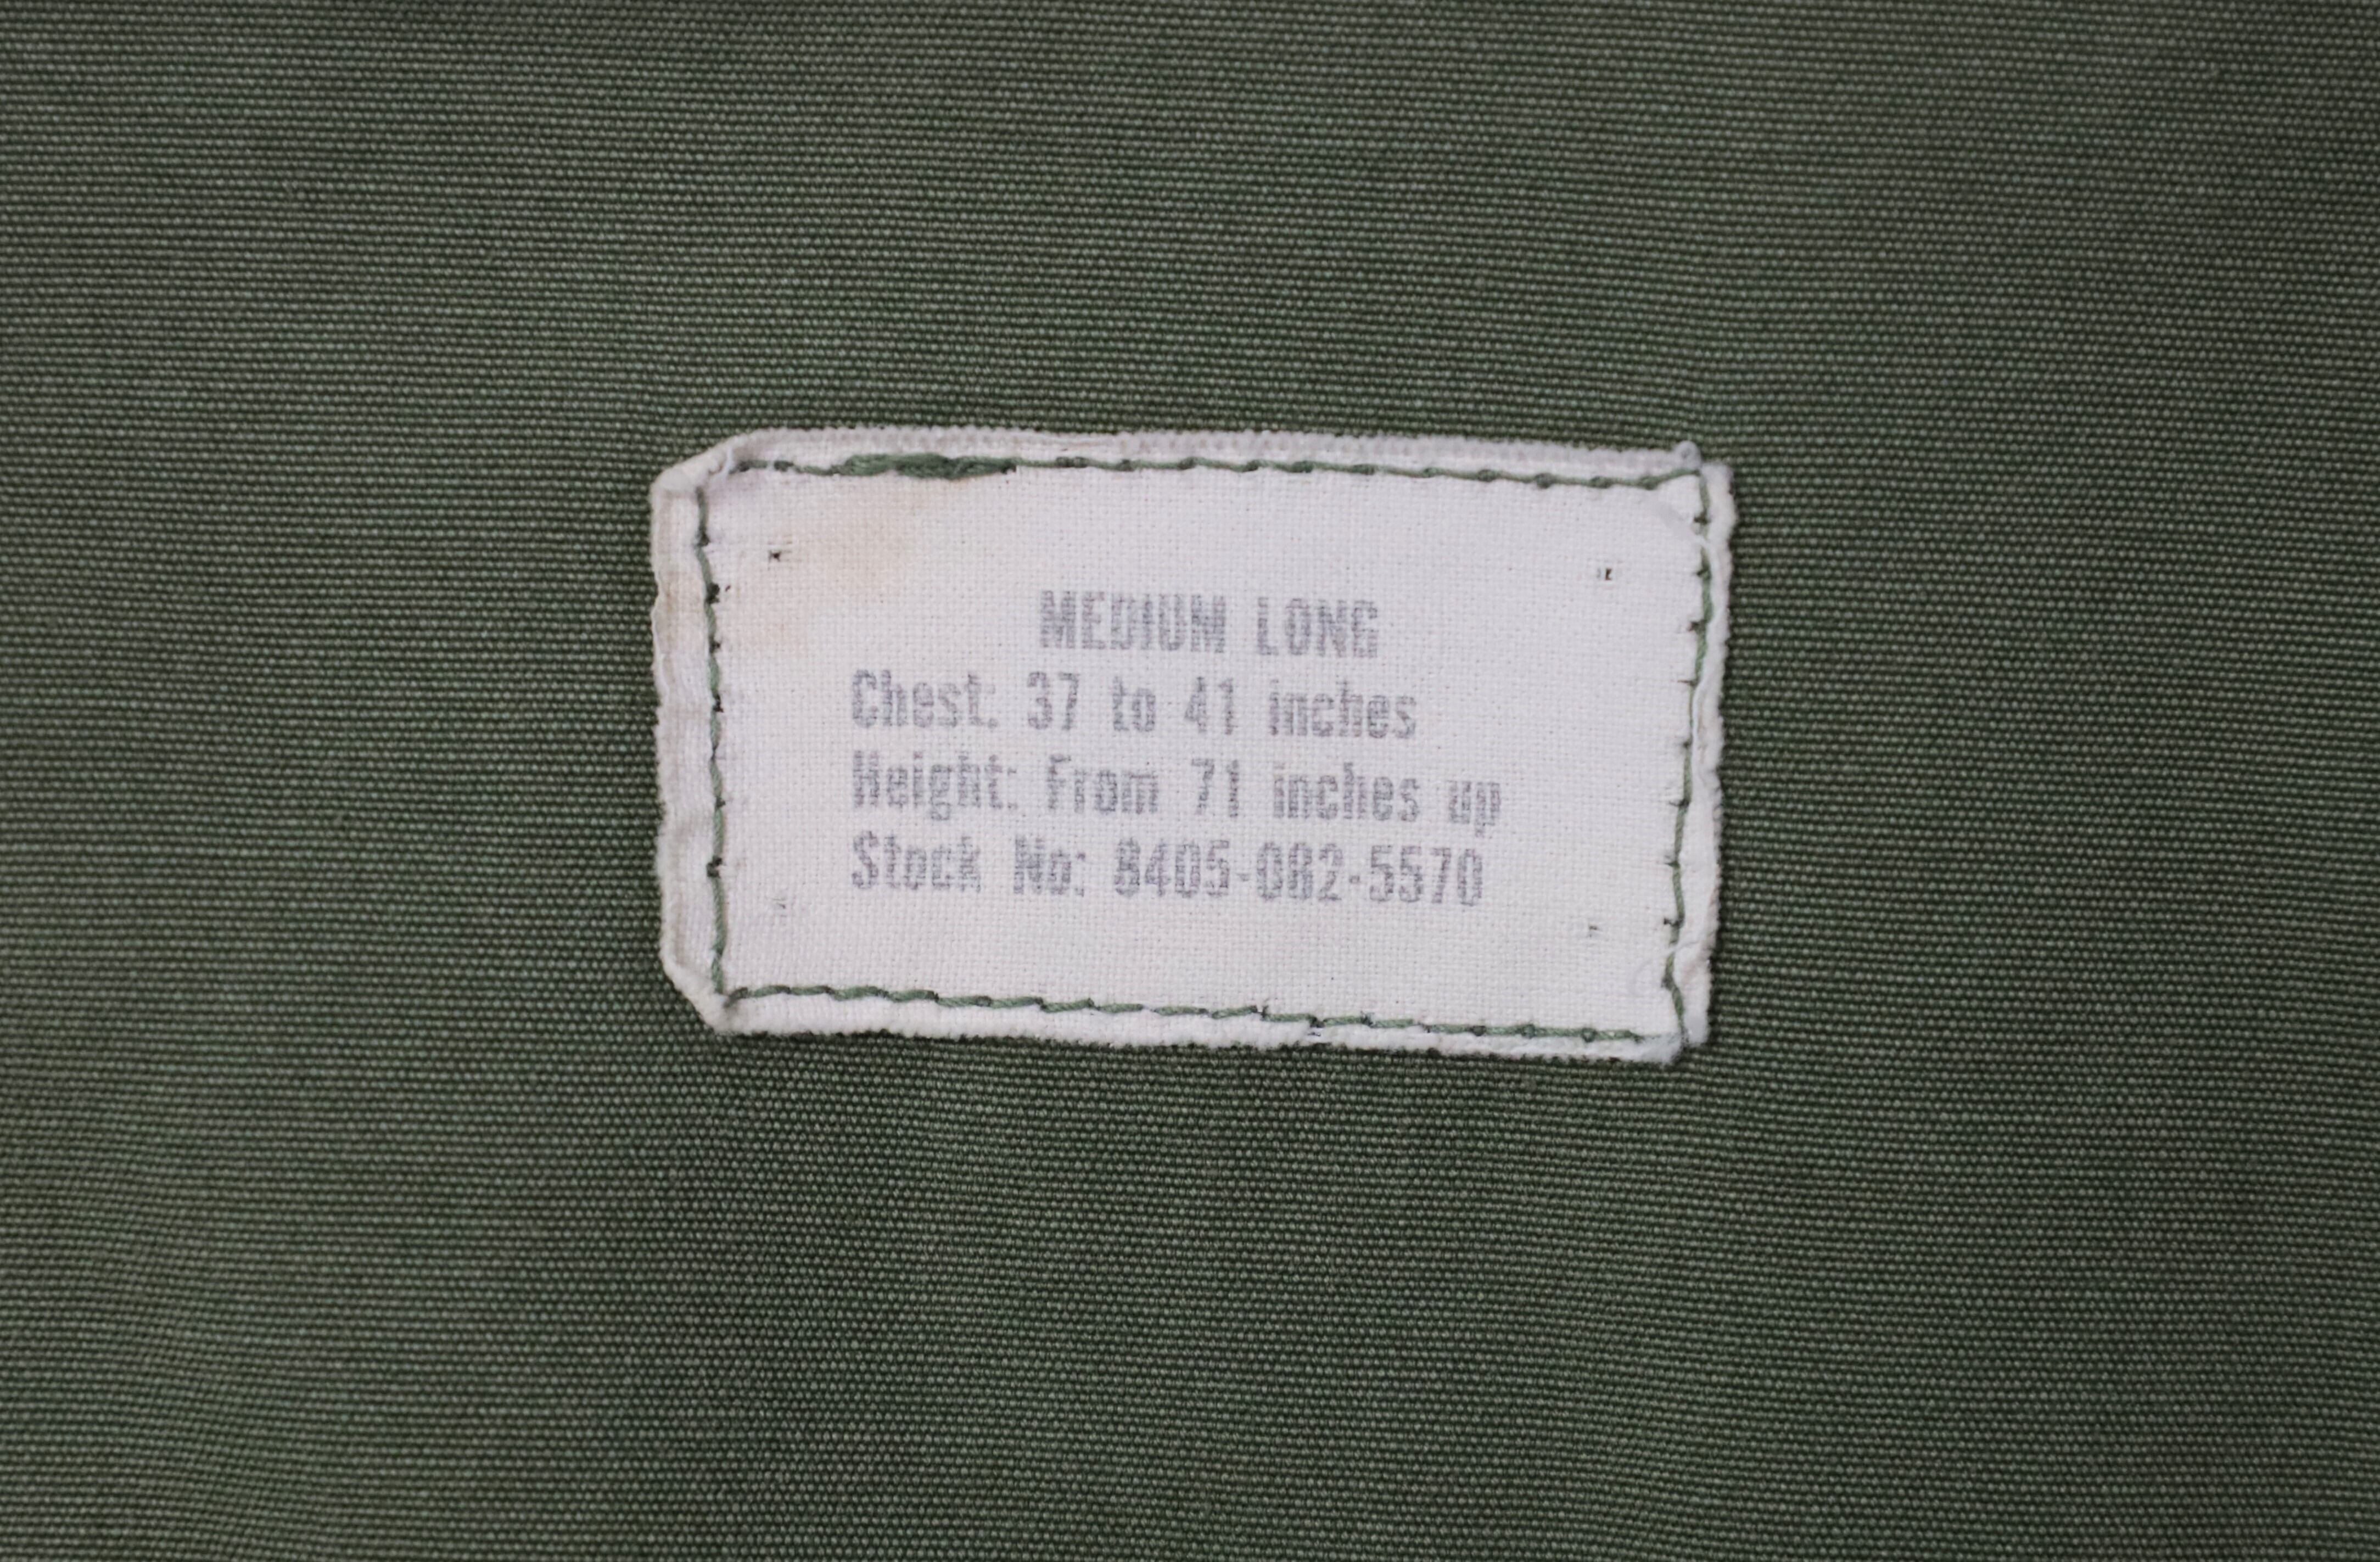 MEDIUM LONG
Chest: 37 to 41 inches
Height: From 71 inches up
Stock No: 8405-082-5570